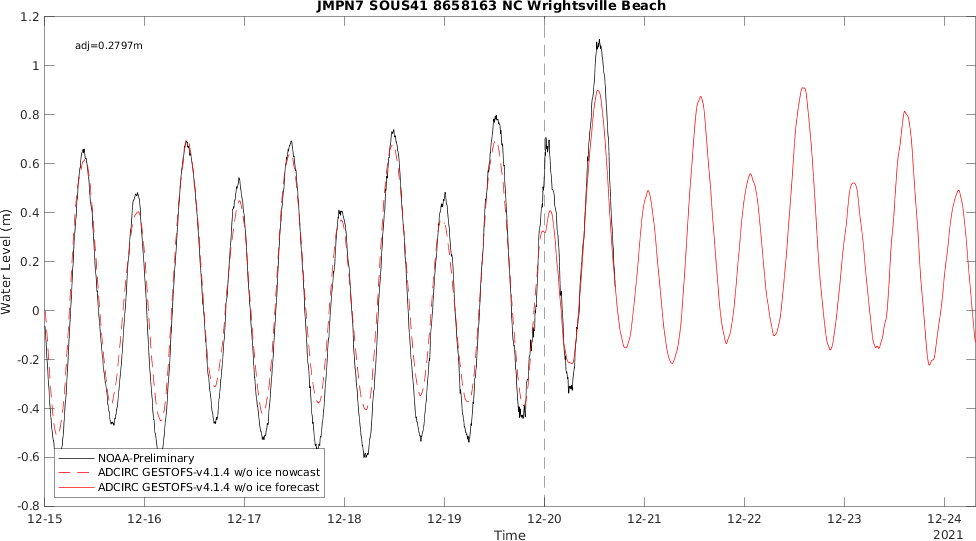 JMPN7 SOUS41 8658163 NC Wrightsville Beach
1.2
adj=0.2797m
1
0.8
0.6
0.4
0.2
0
-0.2
-0.4
-0.6
-0.8
Water Level (m)
NOAA-Preliminary
ADCIRC GESTOFS-v4.1.4 w/o ice nowcast
ADCIRC GESTOFS-v4.1.4 w/o ice forecast
12-15 12-16 12-17 12-18 12-19 12-20 12-21 12-22 12-23 12-24
Time 2021